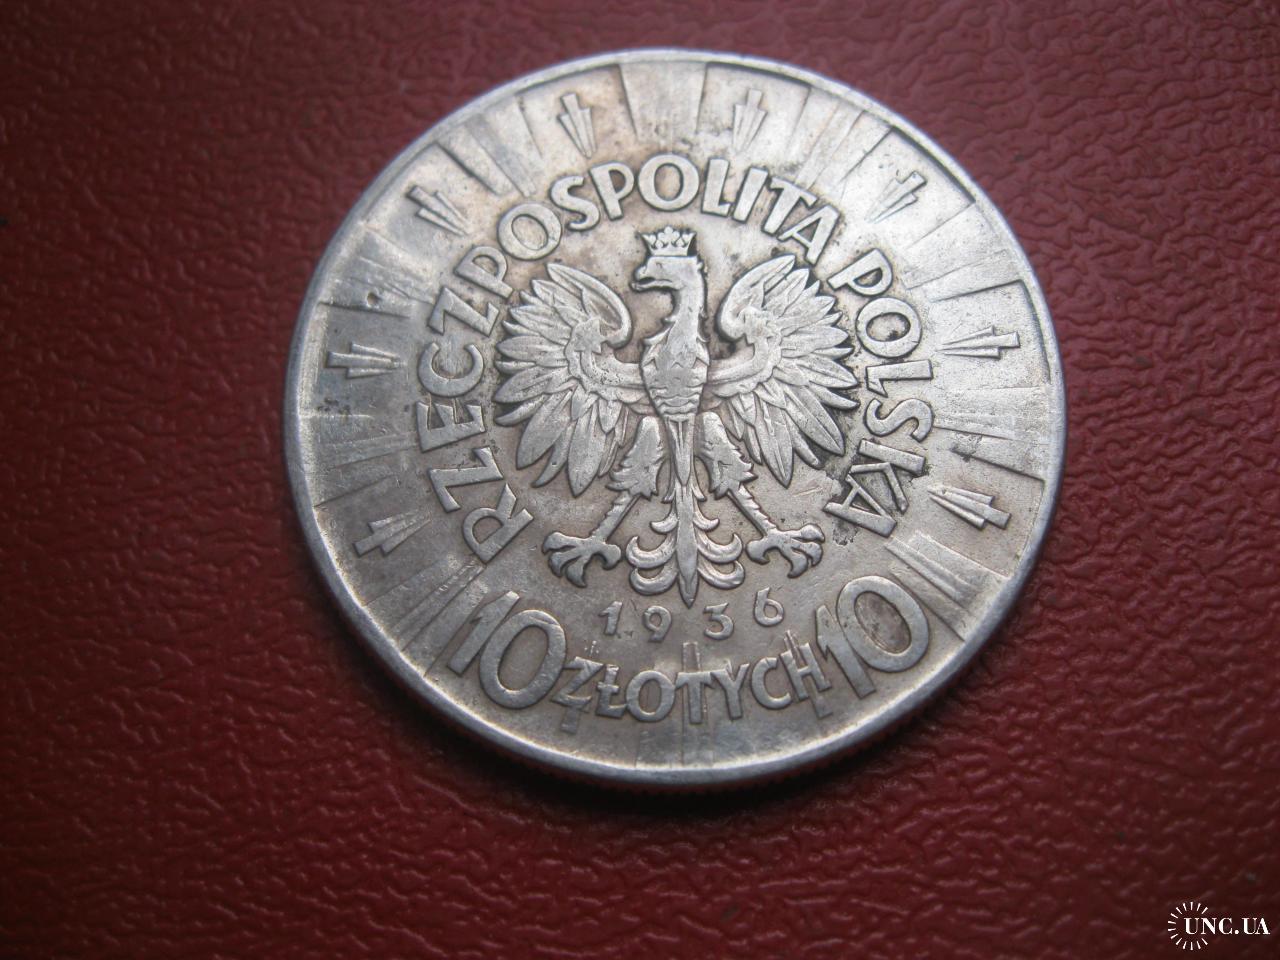 RZECZPOSPOLITA POLSKA
1936
10 ZŁOTYCH 10
UNC.UA